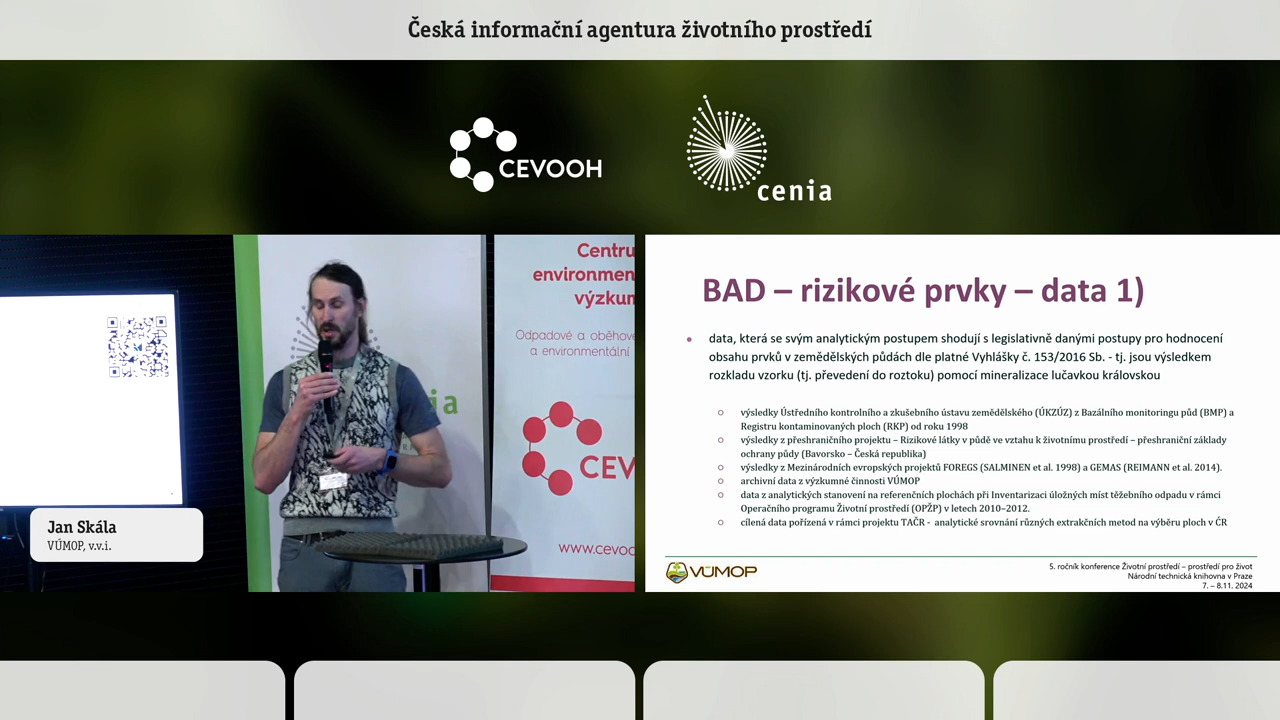 Česká informační agentura životního prostředí
CEVOOH
cenia
Centru
environmen
výzkum
Odpadové a oběhové
a environmentální
ia
CEV
www.cevoo
Jan Skála
VÚMOP, v.v.i.
BAD – rizikové prvky – data 1)
data, která se svým analytickým postupem shodují s legislativně danými postupy pro hodnocení
obsahu prvků v zemědělských půdách dle platné Vyhlášky č. 153/2016 Sb. - tj. jsou výsledkem
rozkladu vzorku (tj. převedení do roztoku) pomocí mineralizace lučavkou královskou
výsledky Ústředního kontrolního a zkušebního ústavu zemědělského (ÚKZÚZ) z Bazálního monitoringu půd (BMP) a
Registru kontaminovaných ploch (RKP) od roku 1998
výsledky z přeshraničního projektu – Rizikové látky v půdě ve vztahu k životnímu prostředí – přeshraniční základy
ochrany půdy (Bavorsko – Česká republika)
výsledky z Mezinárodních evropských projektů FOREGS (SALMINEN et al. 1998) a GEMAS (REIMANN et al. 2014).
archivní data z výzkumné činnosti VÚMOP
data z analytických stanovení na referenčních plochách při Inventarizaci úložných míst těžebního odpadu v rámci
Operačního programu Životní prostředí (OPŽP) v letech 2010–2012.
cílená data pořízená v rámci projektu TAČR - analytické srovnání různých extrakčních metod na výběru ploch v ČR
VÚMOP
5. ročník konference Životní prostředí – prostředí pro život
Národní technická knihovna v Praze
7. – 8.11. 2024